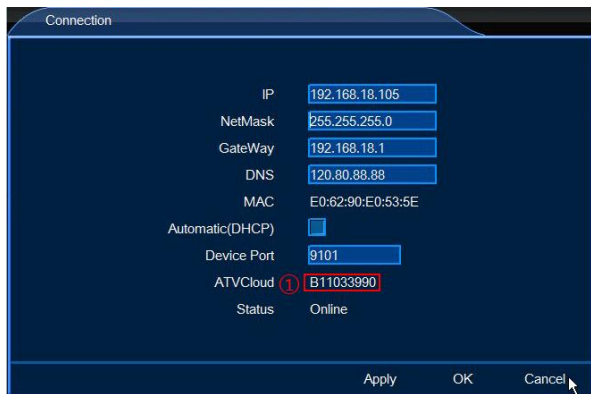 Connection
IP 192.168.18.105
NetMask 255.255.255.0
GateWay 192.168.18.1
DNS 120.80.88.88
MAC E0:62:90:E0:53:5E
Automatic(DHCP)
Device Port 9101
ATVCloud ① B11033990
Status Online
Apply OK Cancel